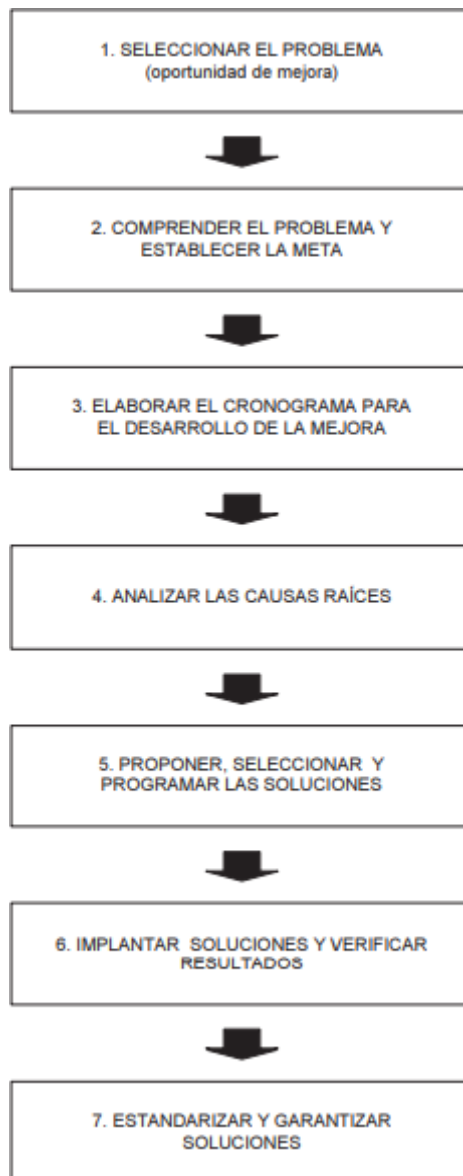 1. SELECCIONAR EL PROBLEMA
(oportunidad de mejora)
2. COMPRENDER EL PROBLEMA Y
ESTABLECER LA META
3. ELABORAR EL CRONOGRAMA PARA
EL DESARROLLO DE LA MEJORA
4. ANALIZAR LAS CAUSAS RAÍCES
5. PROPONER, SELECCIONAR Y
PROGRAMAR LAS SOLUCIONES
6. IMPLANTAR SOLUCIONES Y VERIFICAR
RESULTADOS
7. ESTANDARIZAR Y GARANTIZAR
SOLUCIONES